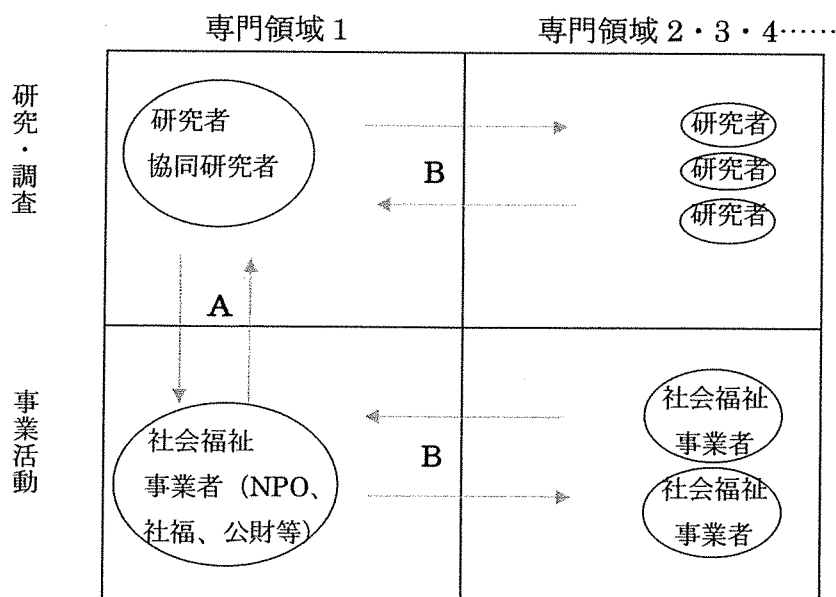 専門領域 1
専門領域 2・3・4……
研究・調査
研究者
協同研究者
B
研究者
研究者
研究者
A
事業活動
社会福祉
事業者（NPO、
社福、公財等）
B
社会福祉
事業者
社会福祉
事業者